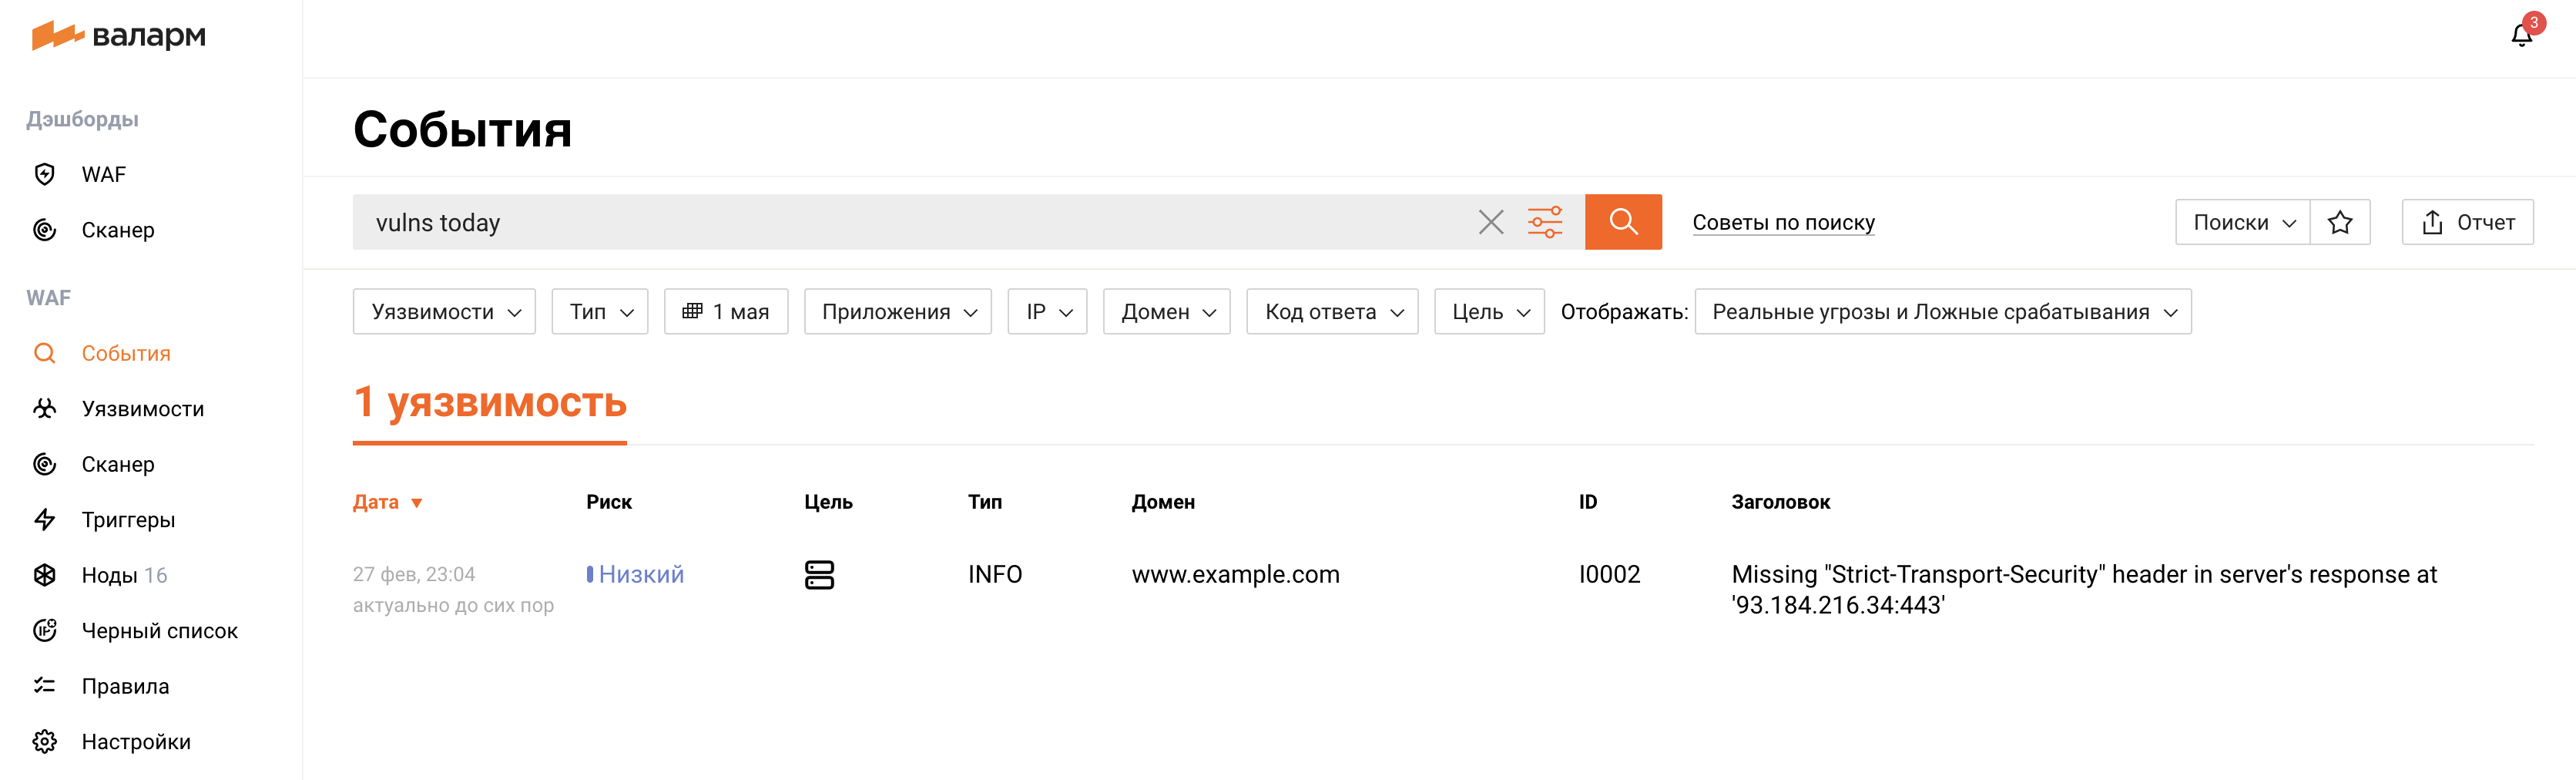 валарм
3
Дэшборды
WAF
Сканер
WAF
События
Уязвимости
Сканер
Триггеры
Ноды 16
Черный список
Правила
Настройки
События
vulns today
Советы по поиску
Поиски
Отчет
Уязвимости
Тип
1 мая
Приложения
IP
Домен
Код ответа
Цель
Отображать:
Реальные угрозы и Ложные срабатывания
1 уязвимость
Дата Риск Цель Тип Домен ID Заголовок
27 фев, 23:04 Низкий INFO www.example.com I0002 Missing "Strict-Transport-Security" header in server's response at
актуально до сих пор '93.184.216.34:443'